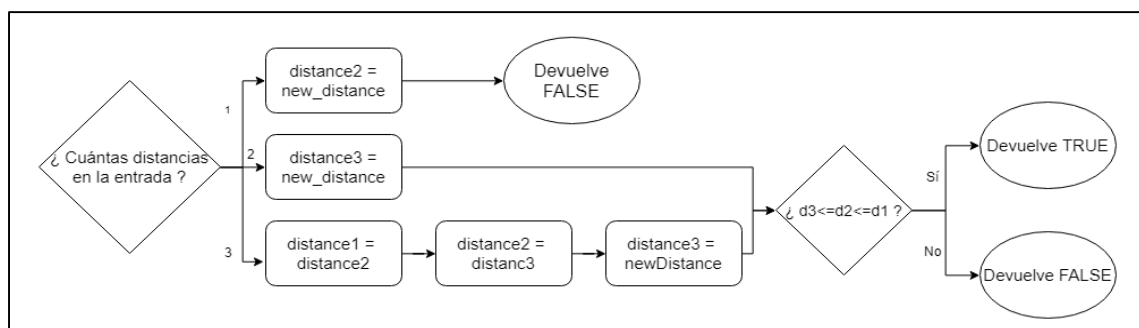 ¿ Cuántas distancias
en la entrada ?
1
distance2 =
new_distance
Devuelve
FALSE
2
distance3 =
new_distance
3
distance1 =
distance2
distance2 =
distanc3
distance3 =
newDistance
¿ d3<=d2<=d1 ?
Sí
Devuelve TRUE
No
Devuelve FALSE